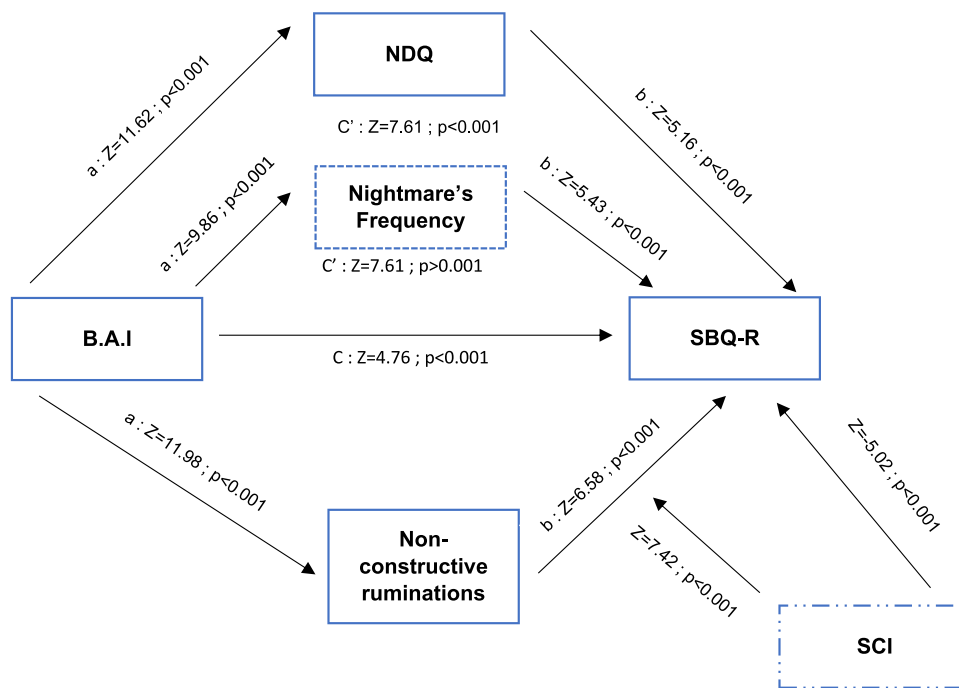 NDQ
a : Z=11.62 ; p<0.001
b : Z=5.16 ; p<0.001
C' : Z=7.61 ; p<0.001
a : Z=9.86 ; p<0.001
Nightmare's
Frequency
b : Z=5.43 ; p<0.001
C' : Z=7.61 ; p>0.001
B.A.I
SBQ-R
C : Z=4.76 ; p<0.001
a : Z=11.98 ; p<0.001
b : Z=6.58 ; p<0.001
Z=-5.02 ; p<0.001
Non-
constructive
ruminations
Z=7.42 ; p<0.001
SCI